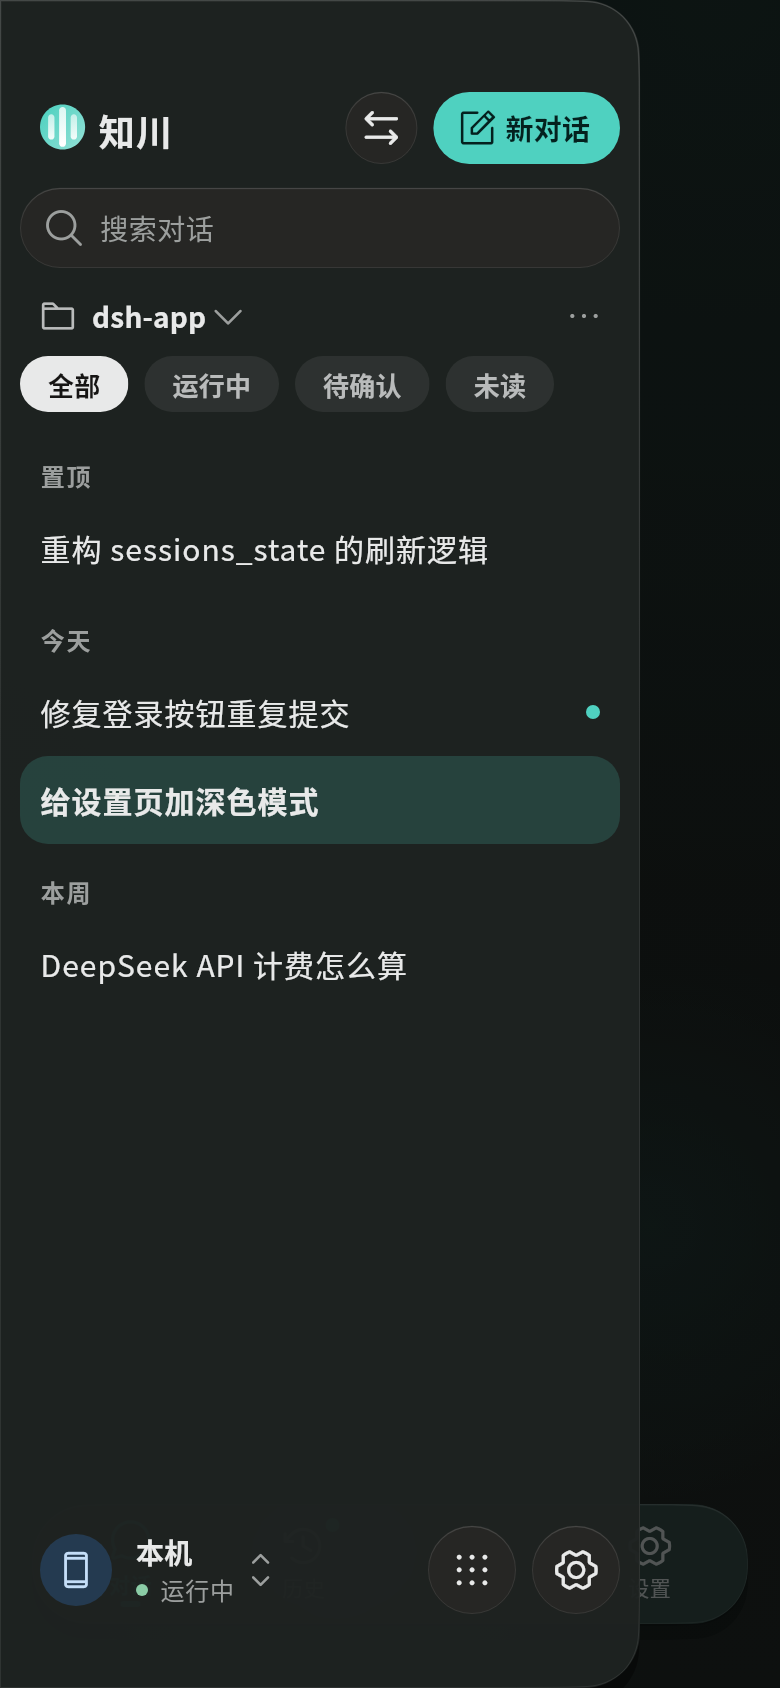 知川
新对话
搜索对话
dsh-app
全部 运行中 待确认 未读
置顶
重构 sessions_state 的刷新逻辑
今天
修复登录按钮重复提交
给设置页加深色模式
本周
DeepSeek API 计费怎么算
本机
运行中
设置